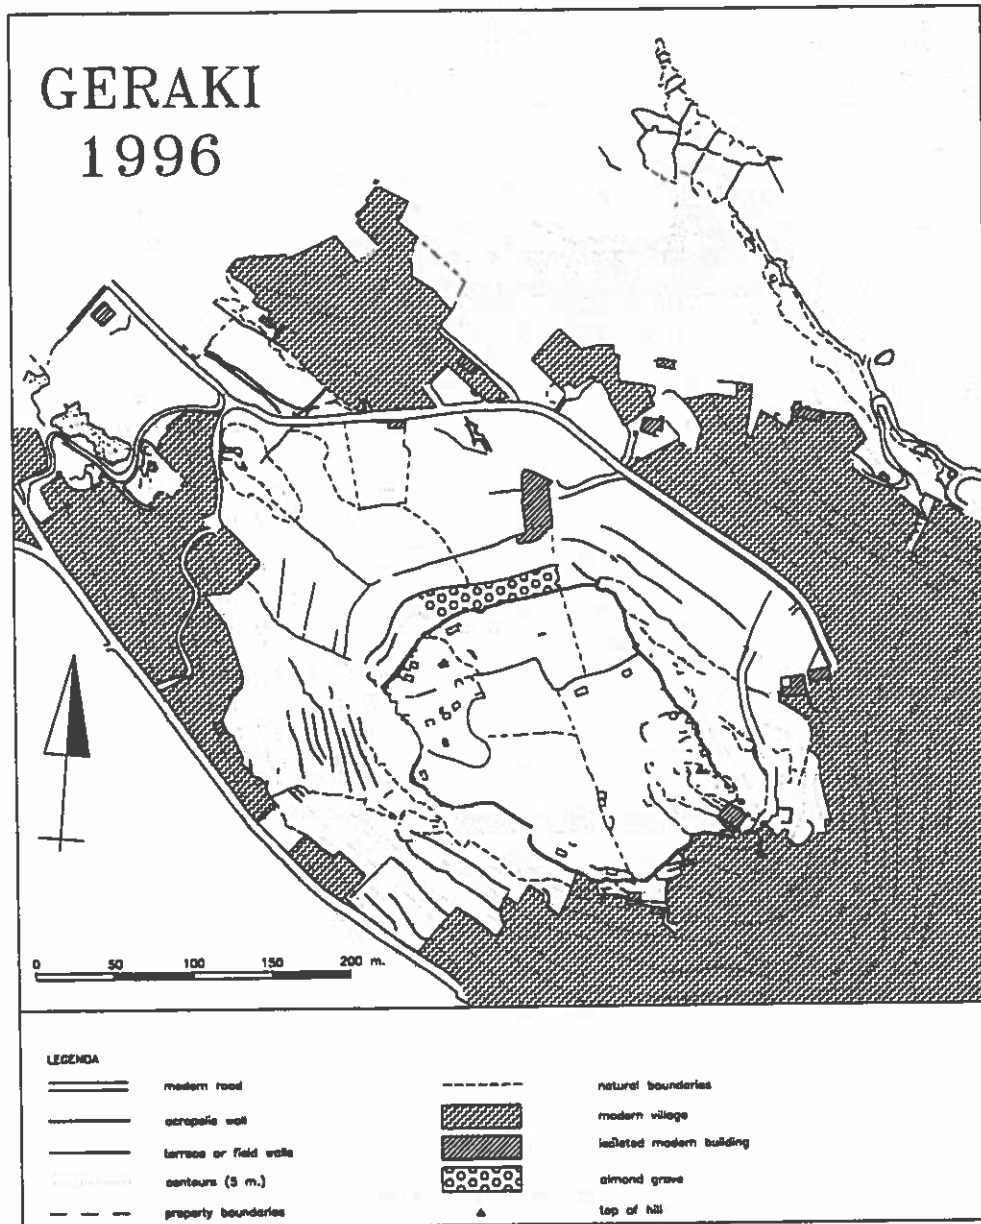 GERAKI
1996
0 50 100 150 200 m.
LEGENDA
modern road
acropolis wall
terrace or field walls
contours (5 m.)
property boundaries
natural boundaries
modern village
isolated modern building
almond grove
top of hill